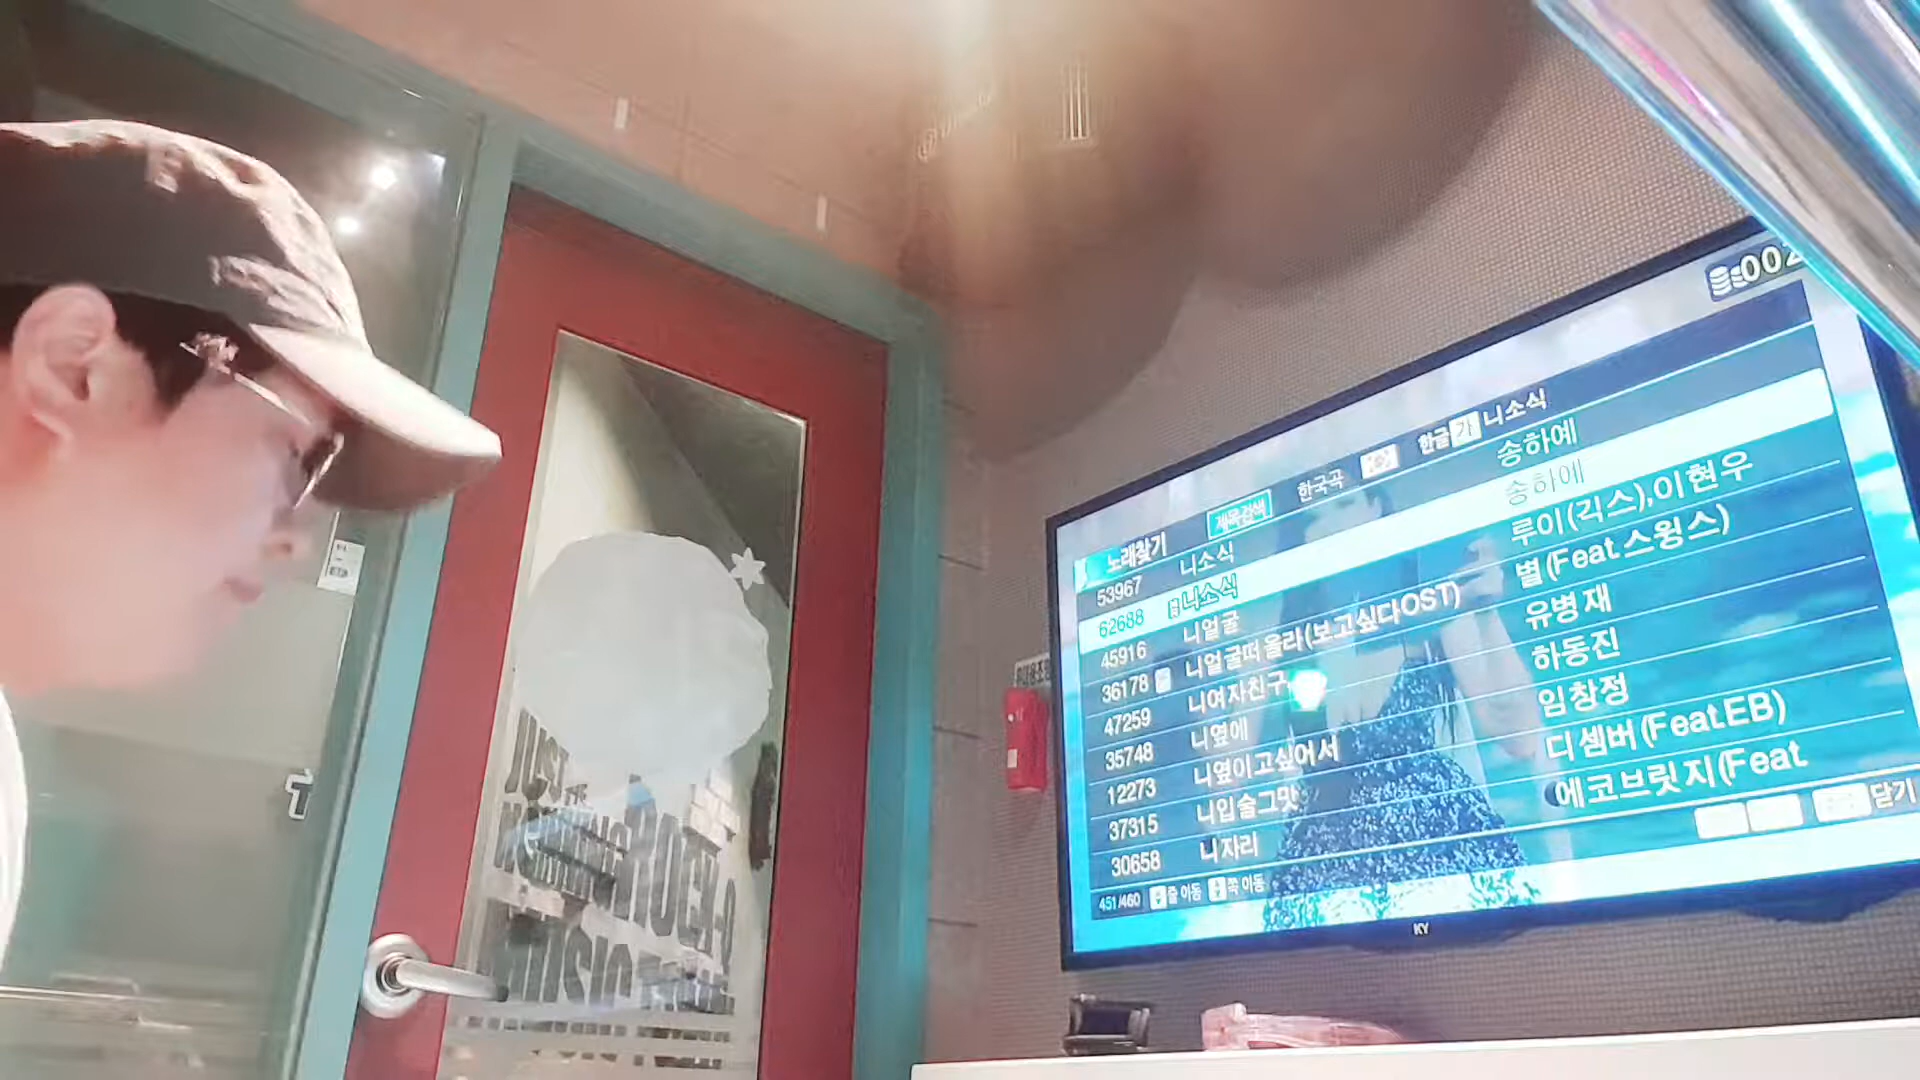 002
노래찾기 제목검색 한국곡 한글 가 니소식
53967 니소식 송하예
62688 니소식 송하예
45916 니얼굴 루이(긱스),이현우
36178 니얼굴떠올라(보고싶다OST) 별(Feat.스윙스)
47259 니여자친구 유병재
35748 니옆에 하동진
12273 니옆이고싶어서 임창정
37315 니입술그맛 디셈버(Feat.EB)
30658 니자리 에코브릿지(Feat.
451/460 줄 이동 쪽 이동 닫기
KY
JUST
ROCK-Q
MUSIC